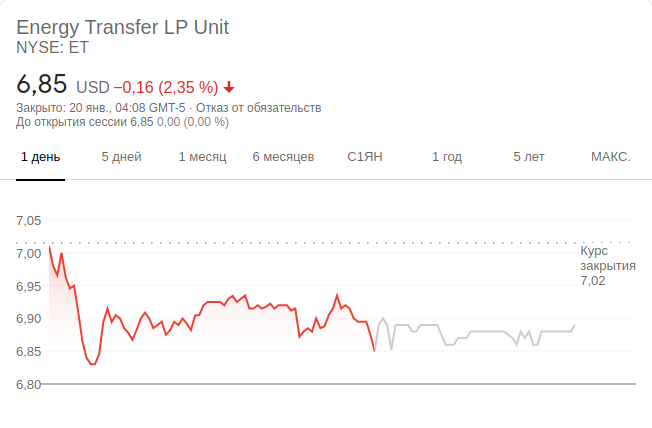 Energy Transfer LP Unit
NYSE: ET
6,85 USD −0,16 (2,35 %)
Закрыто: 20 янв., 04:08 GMT-5 · Отказ от обязательств
До открытия сессии 6,85 0,00 (0,00 %)
1 день 5 дней 1 месяц 6 месяцев С1ЯН 1 год 5 лет МАКС.
7,05
7,00
6,95
6,90
6,85
6,80
Курс
закрытия
7,02